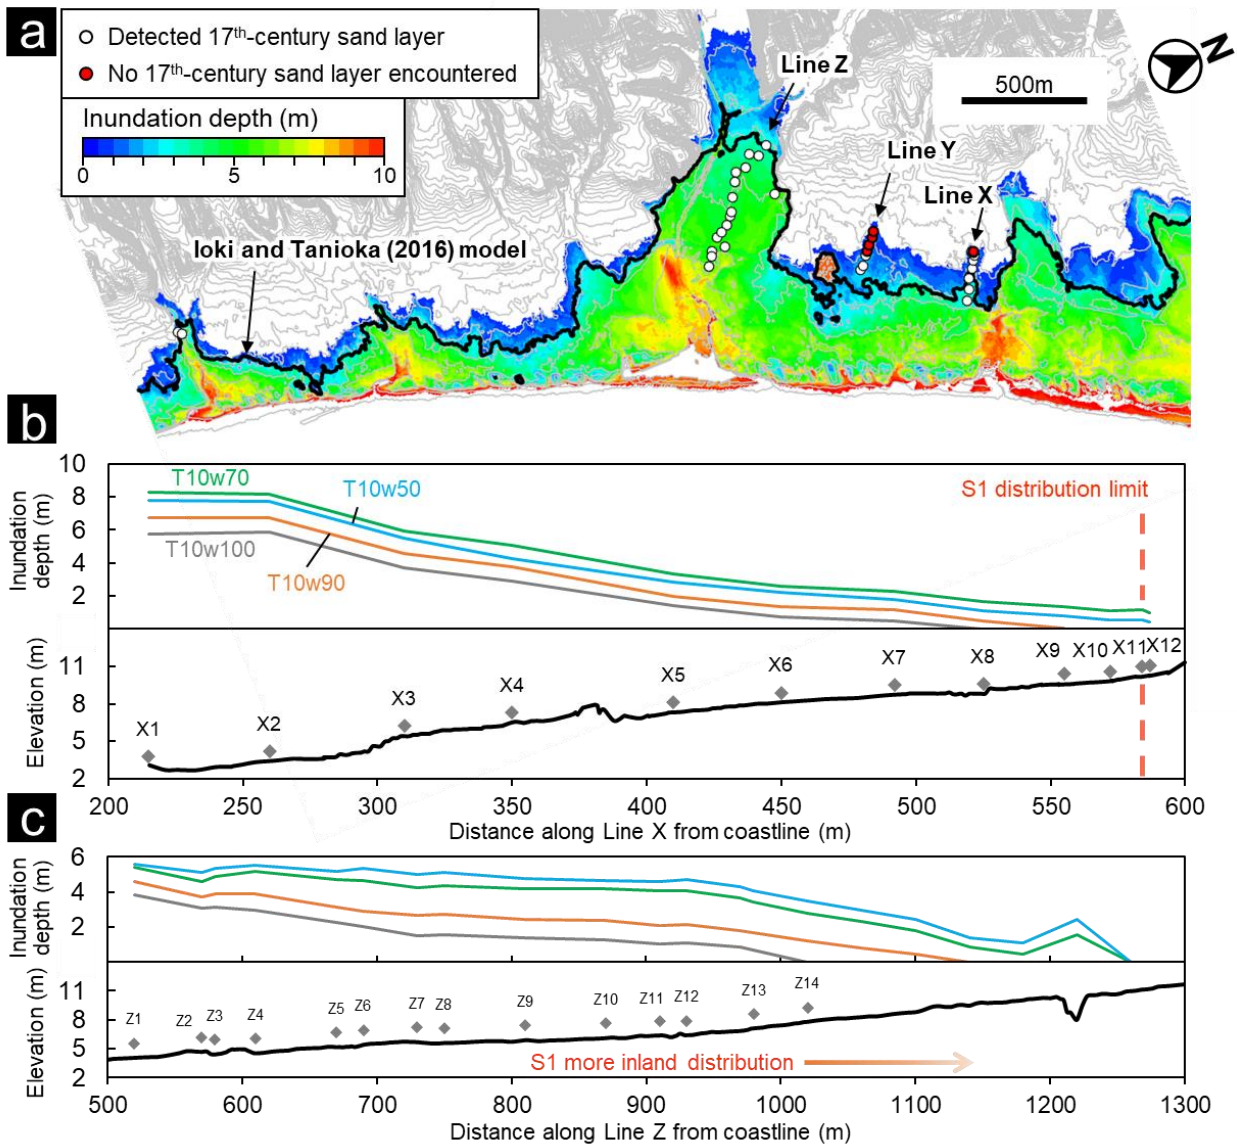 a
Detected 17th-century sand layer
No 17th-century sand layer encountered
Inundation depth (m)
0 5 10
Line Z
Line Y
Line X
500m
N
Ioki and Tanioka (2016) model
b
Inundation depth (m)
10
8
6
4
2
T10w70
T10w50
T10w90
T10w100
S1 distribution limit
Elevation (m)
11
8
5
2
X1 X2 X3 X4 X5 X6 X7 X8 X9 X10 X11 X12
200 250 300 350 400 450 500 550 600
Distance along Line X from coastline (m)
c
Inundation depth (m)
6
4
2
Elevation (m)
11
8
5
2
Z1 Z2 Z3 Z4 Z5 Z6 Z7 Z8 Z9 Z10 Z11 Z12 Z13 Z14
S1 more inland distribution
500 600 700 800 900 1000 1100 1200 1300
Distance along Line Z from coastline (m)